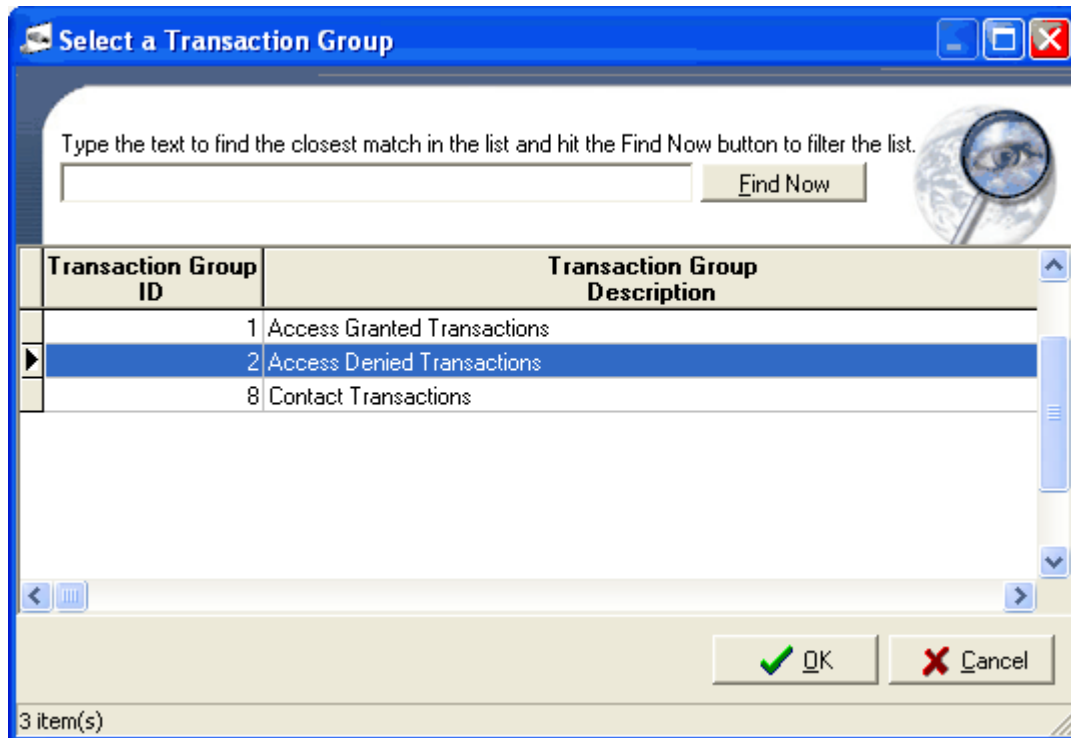 Select a Transaction Group
Type the text to find the closest match in the list and hit the Find Now button to filter the list.
Find Now
Transaction Group ID Transaction Group Description
1 Access Granted Transactions
2 Access Denied Transactions
8 Contact Transactions
OK Cancel
3 item(s)